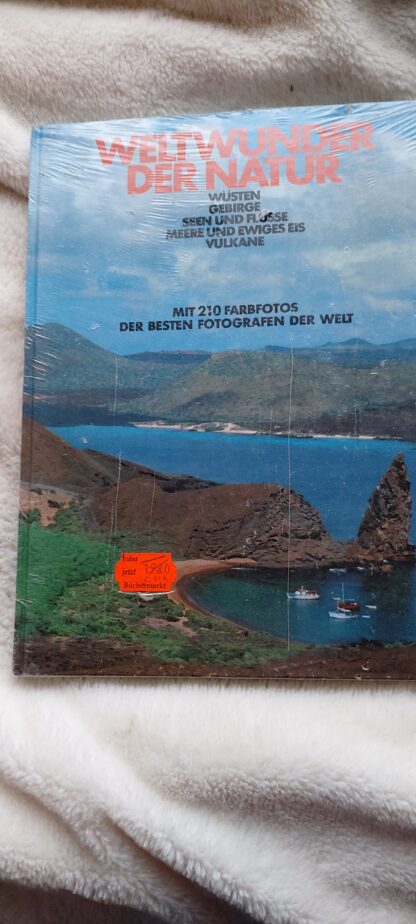 WELTWUNDER
DER NATUR
WÜSTEN
GEBIRGE
SEEN UND FLÜSSE
MEERE UND EWIGES EIS
VULKANE
MIT 210 FARBFOTOS
DER BESTEN FOTOGRAFEN DER WELT
früher
jetzt
Büchermarkt